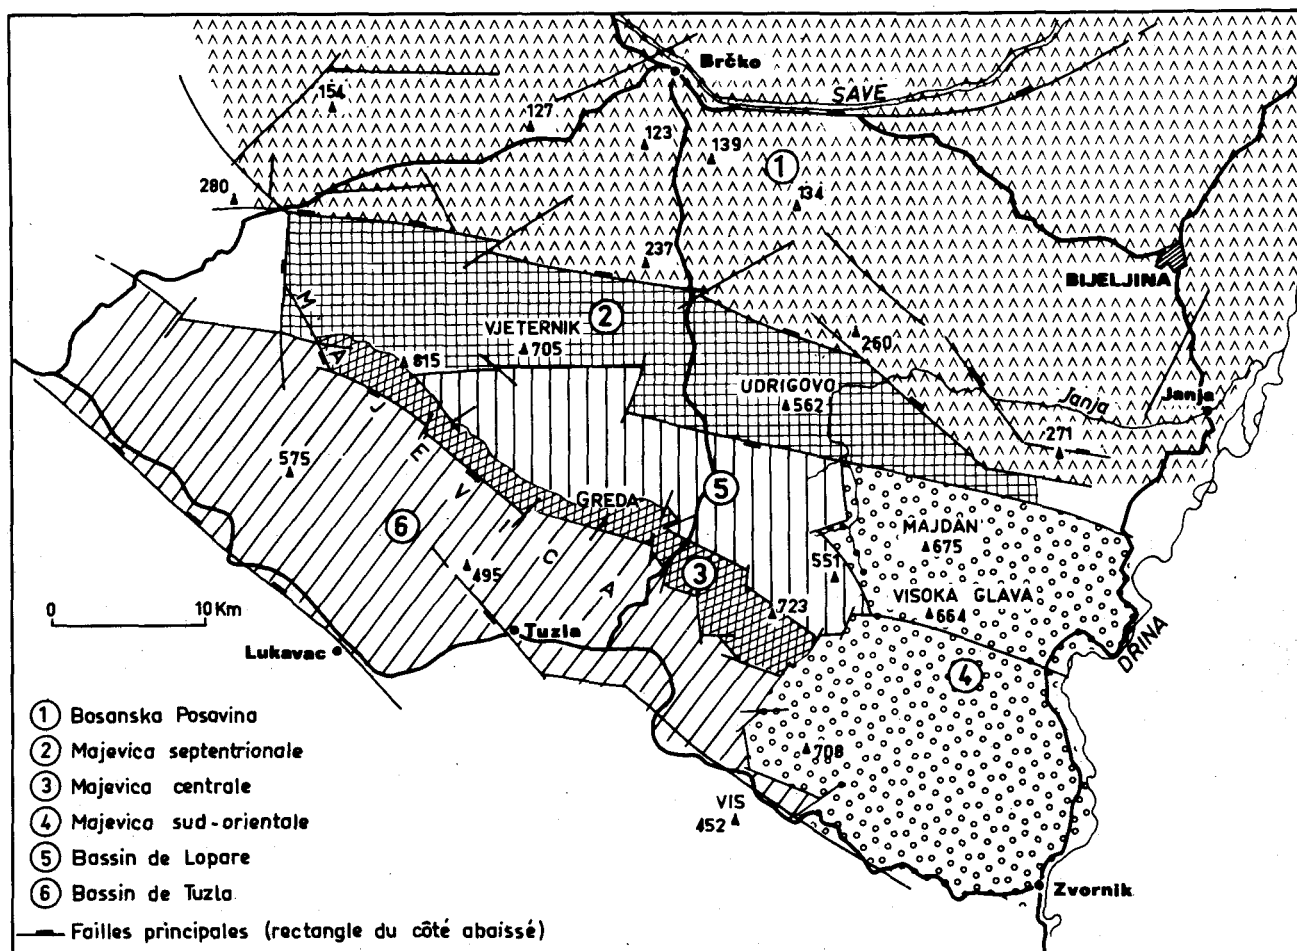 Brčko
SAVE
154
127
123
139
1
134
280
237
BIJELJINA
M
A
J
E
V
I
C
A
2
VJETERNIK
705
815
260
UDRIGOVO
562
Janja
Janja
271
575
GREDA
5
6
MAJDAN
675
495
3
551
VISOKA GLAVA
664
723
0 10 Km
Tuzla
Lukavac
DRINA
4
708
VIS
452
Zvornik
1 Bosanska Posavina
2 Majevica septentrionale
3 Majevica centrale
4 Majevica sud-orientale
5 Bassin de Lopare
6 Bassin de Tuzla
Failles principales (rectangle du côté abaissé)